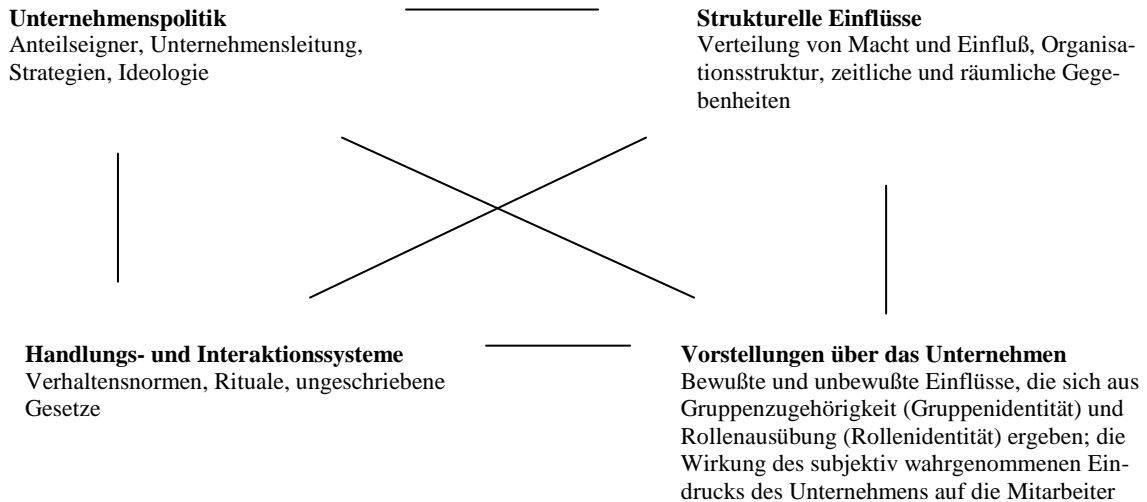 Unternehmenspolitik
Anteilseigner, Unternehmensleitung,
Strategien, Ideologie
Strukturelle Einflüsse
Verteilung von Macht und Einfluß, Organisa-
tionsstruktur, zeitliche und räumliche Gege-
benheiten
Handlungs- und Interaktionssysteme
Verhaltensnormen, Rituale, ungeschriebene
Gesetze
Vorstellungen über das Unternehmen
Bewußte und unbewußte Einflüsse, die sich aus
Gruppenzugehörigkeit (Gruppenidentität) und
Rollenausübung (Rollenidentität) ergeben; die
Wirkung des subjektiv wahrgenommenen Ein-
drucks des Unternehmens auf die Mitarbeiter